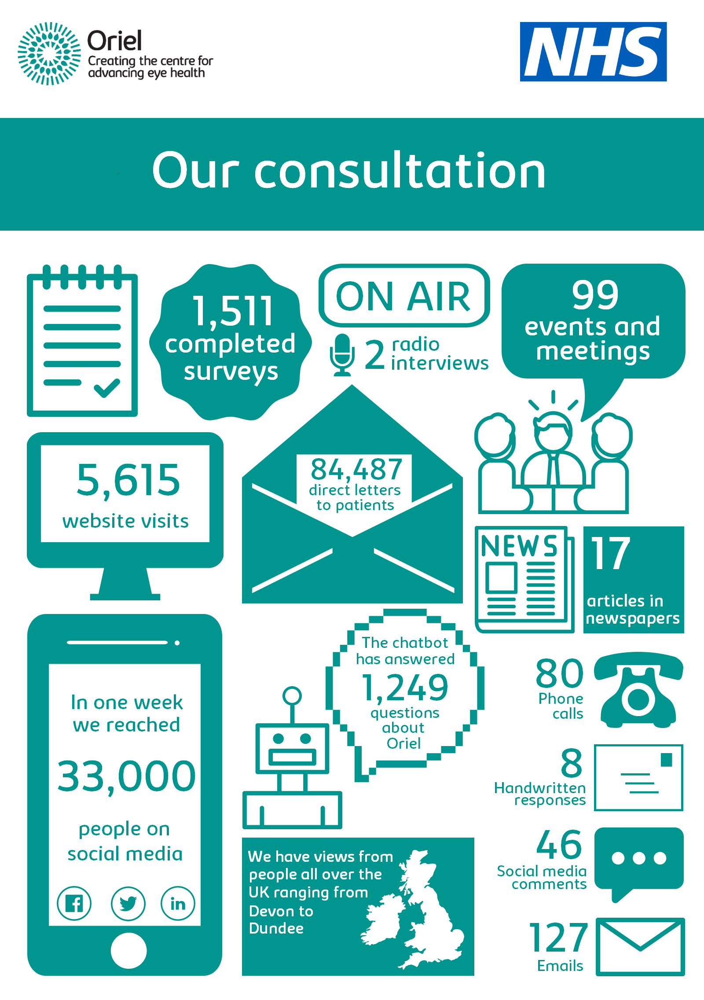 Oriel
Creating the centre for
advancing eye health
NHS
Our consultation
1,511
completed
surveys
ON AIR
2 radio
interviews
99
events and
meetings
5,615
website visits
84,487
direct letters
to patients
NEWS
17
articles in
newspapers
In one week
we reached
33,000
people on
social media
in
The chatbot
has answered
1,249
questions
about
Oriel
80
Phone
calls
8
Handwritten
responses
46
Social media
comments
127
Emails
We have views from
people all over the
UK ranging from
Devon to
Dundee